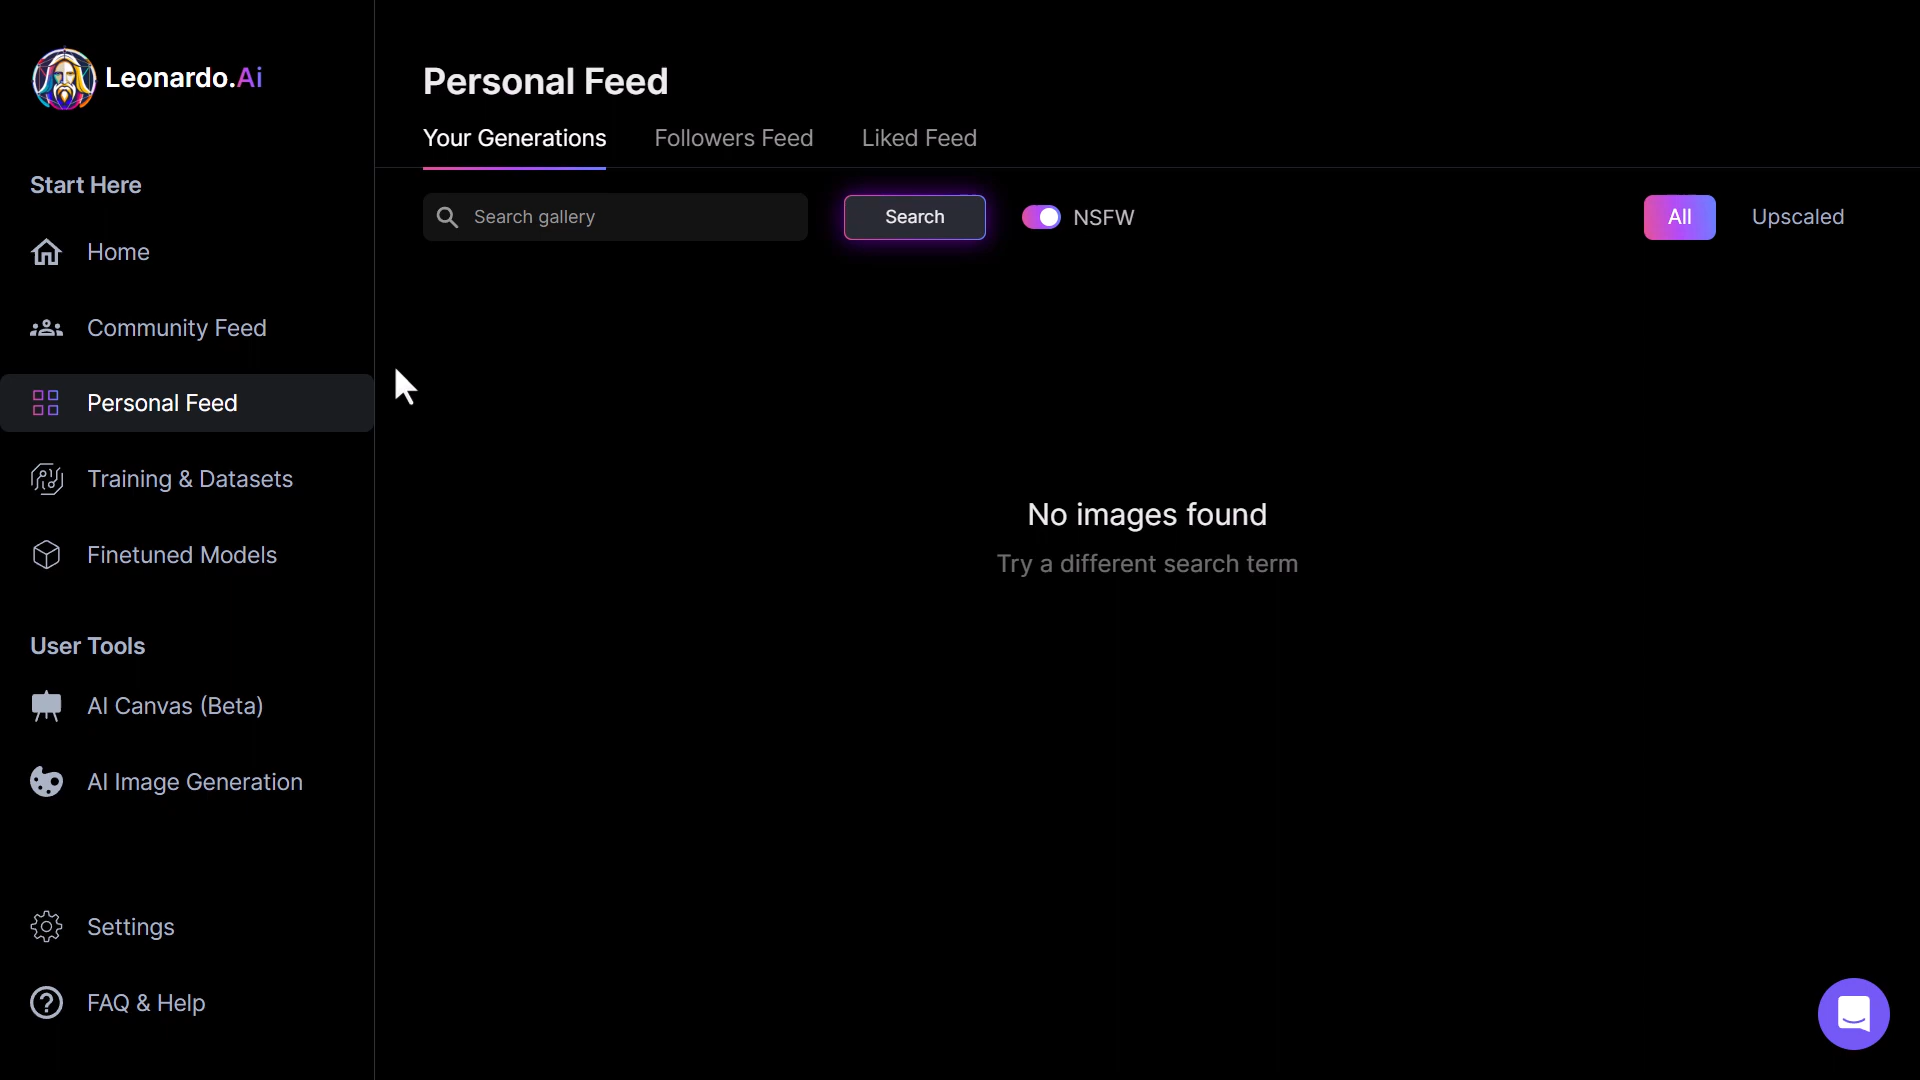 Leonardo.Ai
Start Here
Home
Community Feed
Personal Feed
Training & Datasets
Finetuned Models
User Tools
AI Canvas (Beta)
AI Image Generation
Settings
FAQ & Help
Personal Feed
Your Generations Followers Feed Liked Feed
Search gallery Search NSFW All Upscaled
No images found
Try a different search term